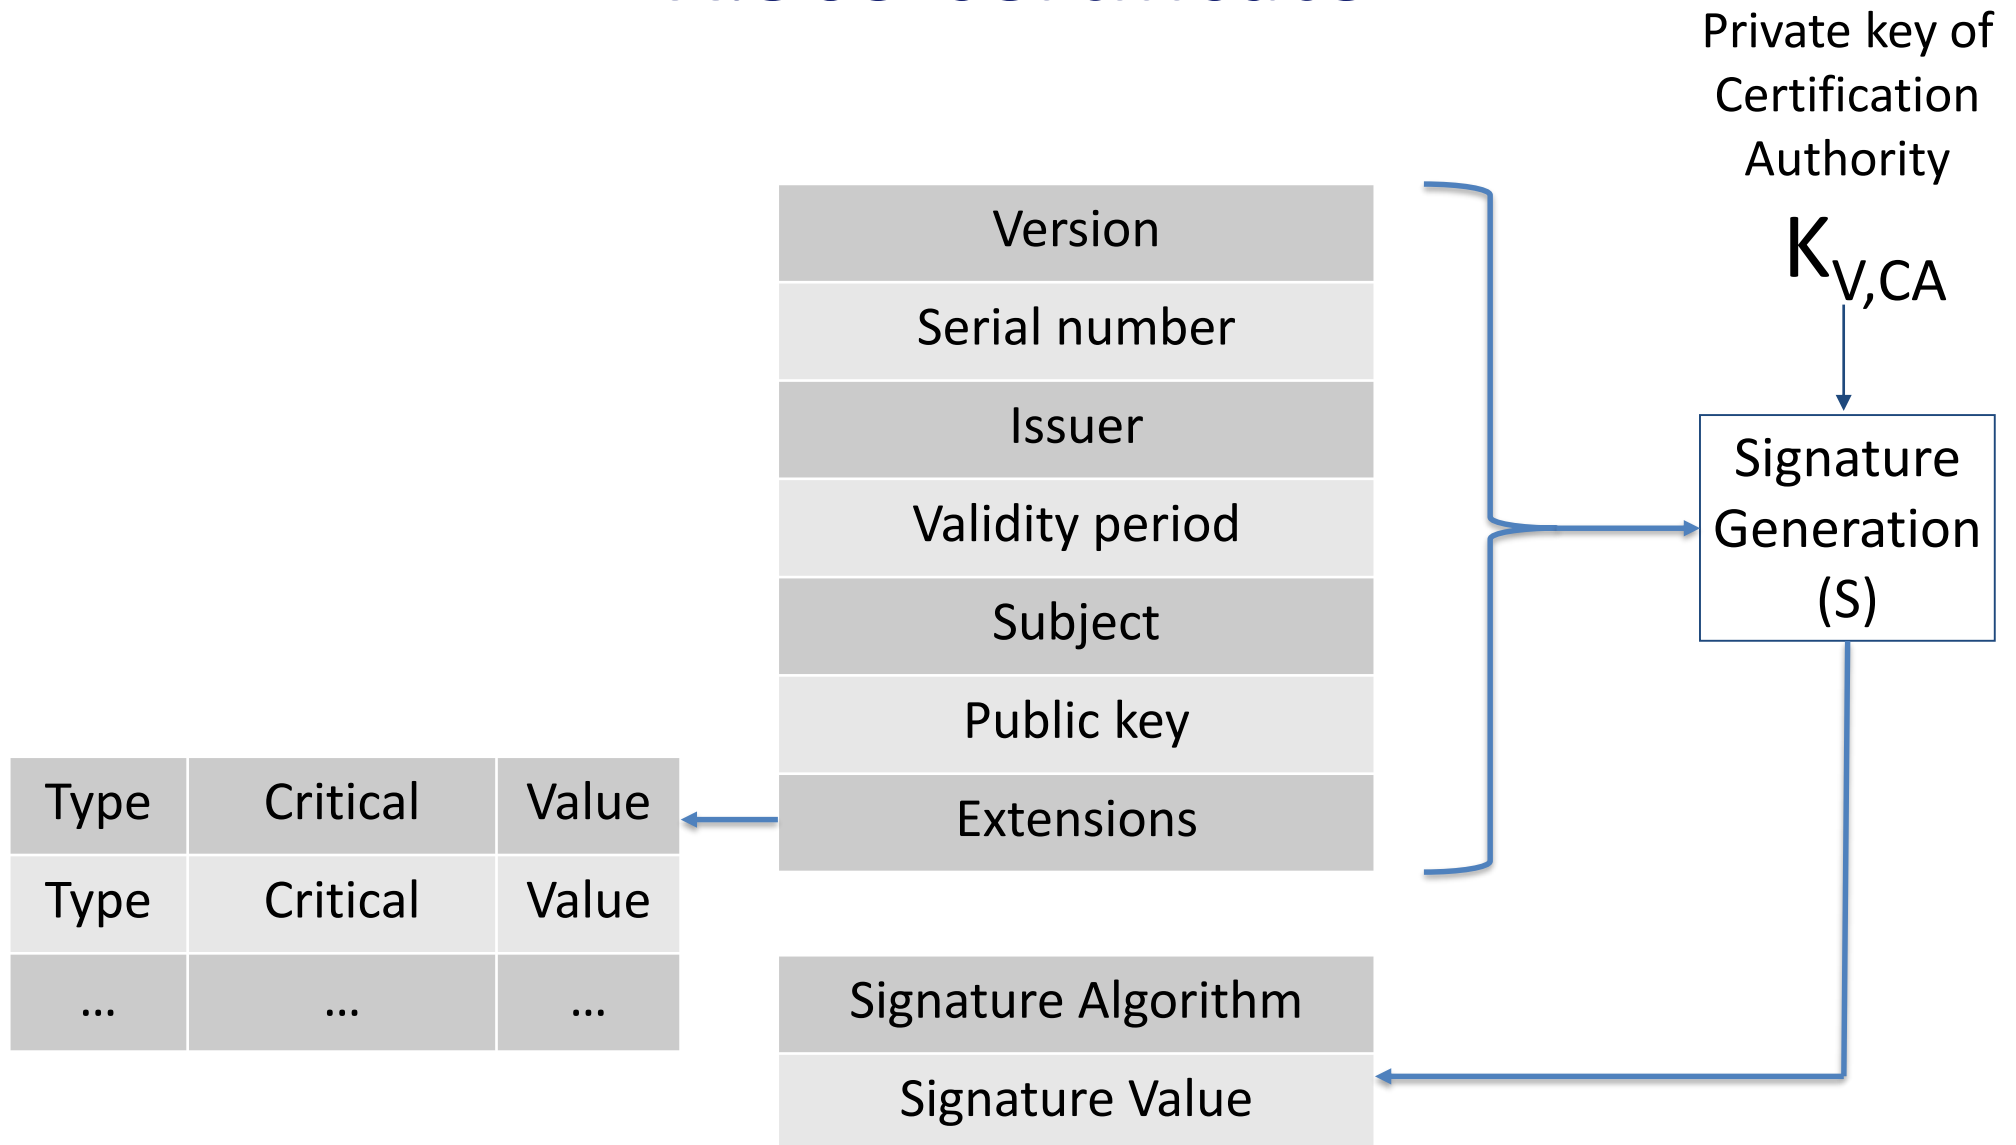 Private key of
Certification
Authority
K_V,CA
Version
Serial number
Issuer
Validity period
Subject
Public key
Extensions
Signature
Generation
(S)
Type Critical Value
Type Critical Value
... ... ...
Signature Algorithm
Signature Value